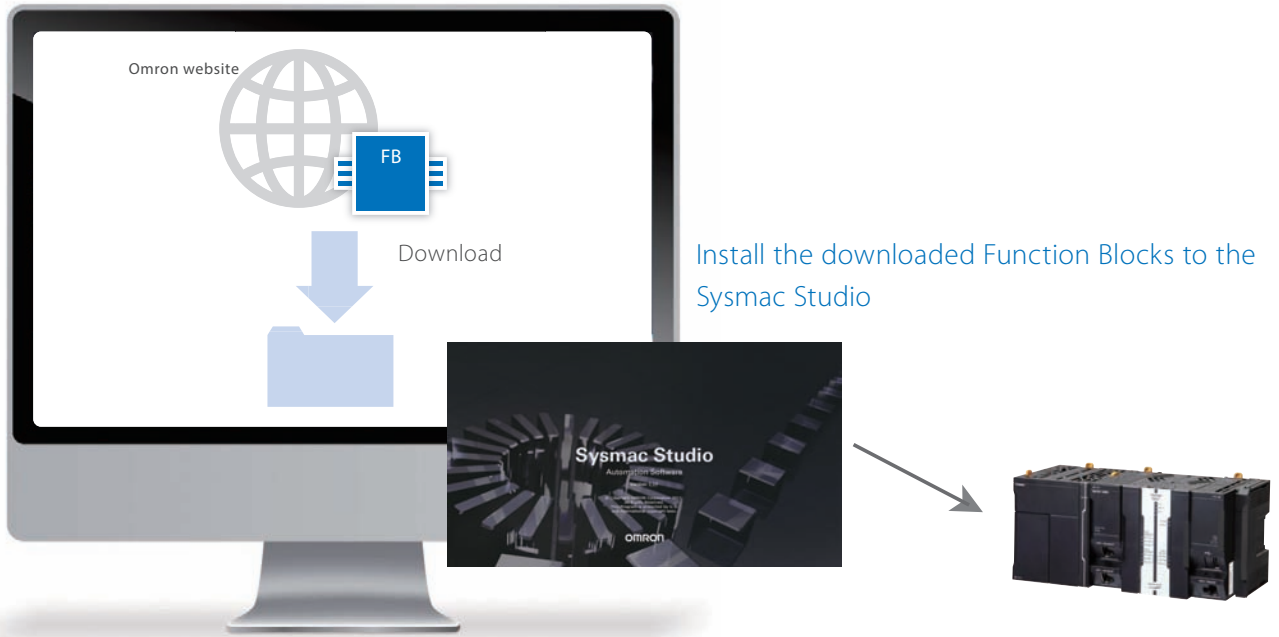 Omron website
FB
Download
Install the downloaded Function Blocks to the
Sysmac Studio
Sysmac Studio
Automation Software
OMRON